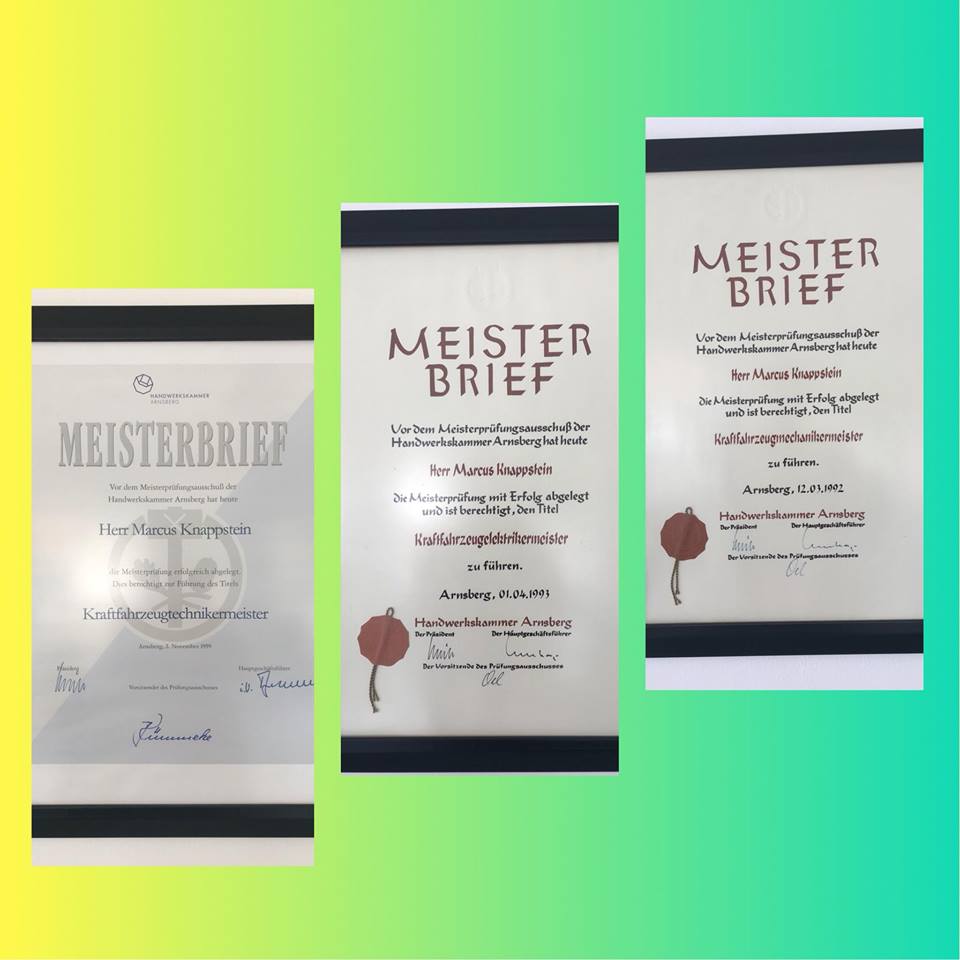 HANDWERKSKAMMER
ARNSBERG
MEISTERBRIEF
Vor dem Meisterprüfungsausschuß der
Handwerkskammer Arnsberg hat heute
Herr Marcus Knappstein
die Meisterprüfung erfolgreich abgelegt.
Dies berechtigt zur Führung des Titels
Kraftfahrzeugtechnikermeister
Arnsberg, 3. November
Hauptgeschäftsführer
Vorsitzender des Prüfungsausschusses
MEISTER
BRIEF
Vor dem Meisterprüfungsausschuß der
Handwerkskammer Arnsberg hat heute
Herr Marcus Knappstein
die Meisterprüfung mit Erfolg abgelegt
und ist berechtigt, den Titel
Kraftfahrzeugelektrikermeister
zu führen.
Arnsberg, 01.04.1993
Handwerkskammer Arnsberg
Der Präsident Der Hauptgeschäftsführer
Der Vorsitzende des Prüfungsausschusses
MEISTER
BRIEF
Vor dem Meisterprüfungsausschuß der
Handwerkskammer Arnsberg hat heute
Herr Marcus Knappstein
die Meisterprüfung mit Erfolg abgelegt
und ist berechtigt, den Titel
Kraftfahrzeugmechanikermeister
zu führen.
Arnsberg, 12.03.1992
Handwerkskammer Arnsberg
Der Präsident Der Hauptgeschäftsführer
Der Vorsitzende des Prüfungsausschusses